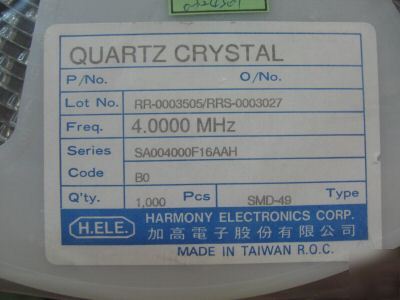 QUARTZ CRYSTAL
P/No. O/No.
Lot No. RR-0003505/RRS-0003027
Freq. 4.0000 MHz
Series SA004000F16AAH
Code B0
Q'ty. 1,000 Pcs SMD-49 Type
H.ELE. HARMONY ELECTRONICS CORP.
加高電子股份有限公司
MADE IN TAIWAN R.O.C.